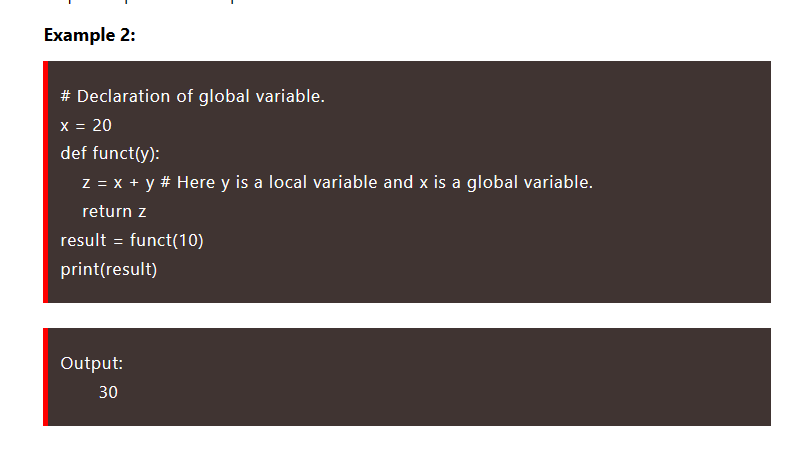 Example 2:
# Declaration of global variable.
x = 20
def funct(y):
    z = x + y # Here y is a local variable and x is a global variable.
    return z
result = funct(10)
print(result)
Output:
    30